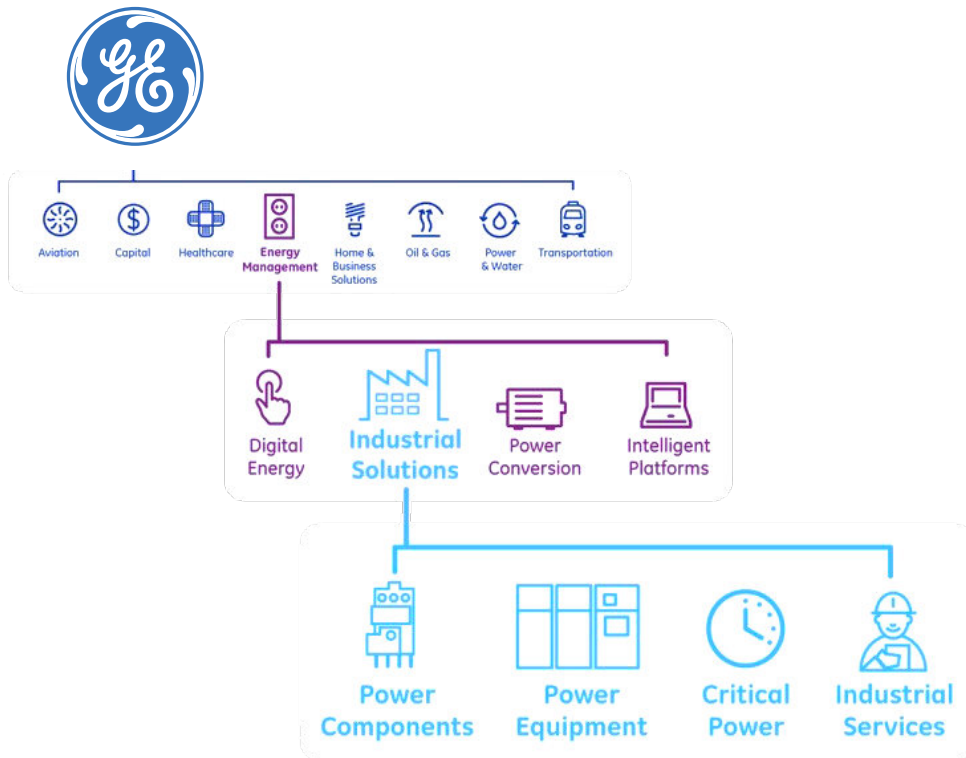 GE
Aviation
Capital
$
Healthcare
Energy
Management
Home &
Business
Solutions
Oil & Gas
Power
& Water
Transportation
Digital
Energy
Industrial
Solutions
Power
Conversion
Intelligent
Platforms
Power
Components
Power
Equipment
Critical
Power
Industrial
Services